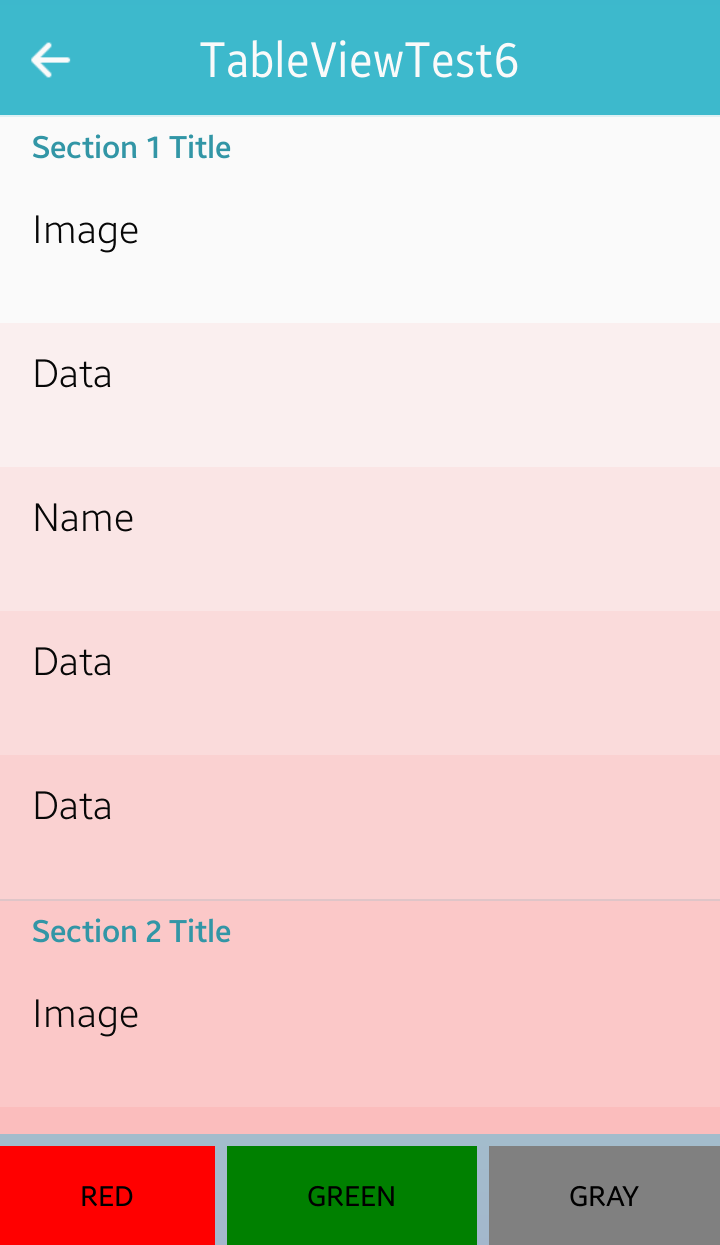 TableViewTest6
Section 1 Title
Image
Data
Name
Data
Data
Section 2 Title
Image
RED
GREEN
GRAY